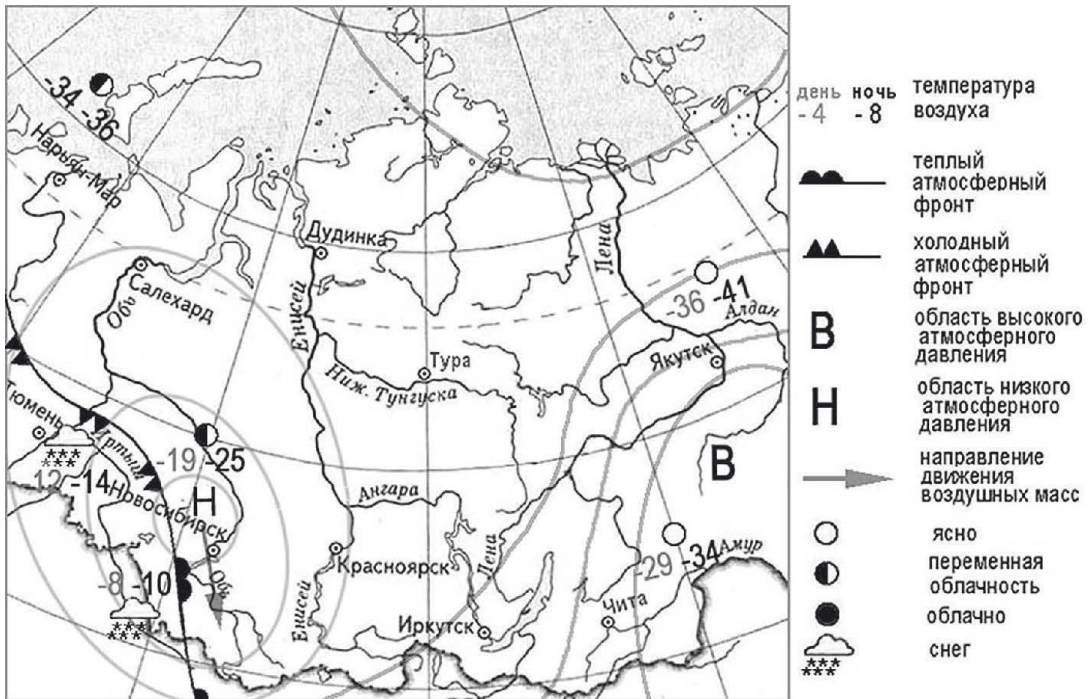 -34
-36
Нарьян-Мар
Дудинка
Лена
Салехард
Обь
Енисей
-36 -41
Алдан
Якутск
Тура
Ниж. Тунгуска
Тюмень
Иртыш
-19 -25
В
-12 -14
Новосибирск
Н
Ангара
Лена
-29 -34
Амур
-8 -10
Обь
Красноярск
Енисей
Иркутск
Чита
день ночь
-4 -8
температура
воздуха
теплый
атмосферный
фронт
холодный
атмосферный
фронт
В
область высокого
атмосферного
давления
Н
область низкого
атмосферного
давления
направление
движения
воздушных масс
ясно
переменная
облачность
облачно
снег